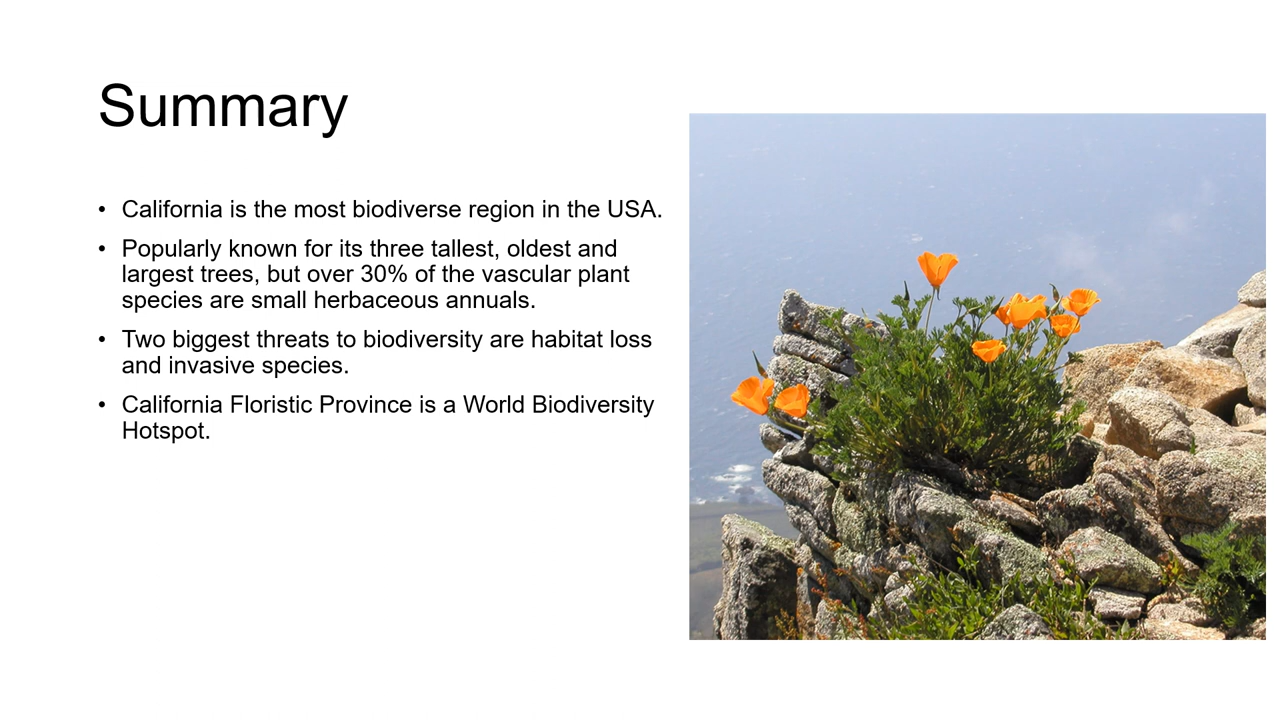 Summary
• California is the most biodiverse region in the USA.
• Popularly known for its three tallest, oldest and
largest trees, but over 30% of the vascular plant
species are small herbaceous annuals.
• Two biggest threats to biodiversity are habitat loss
and invasive species.
• California Floristic Province is a World Biodiversity
Hotspot.